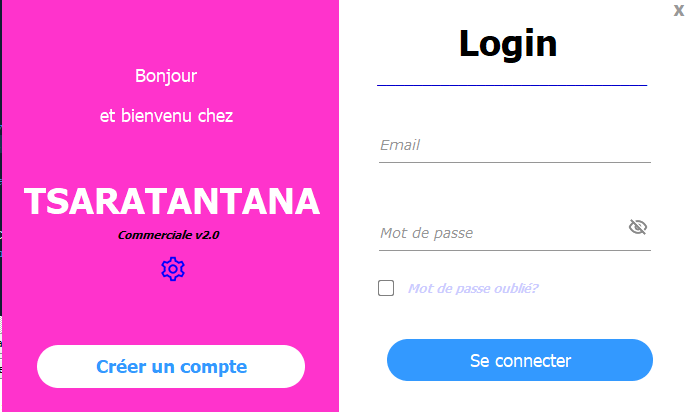 Bonjour
et bienvenu chez
TSARATANTANA
Commerciale v2.0
Créer un compte
x
Login
Email
Mot de passe
Mot de passe oublié?
Se connecter